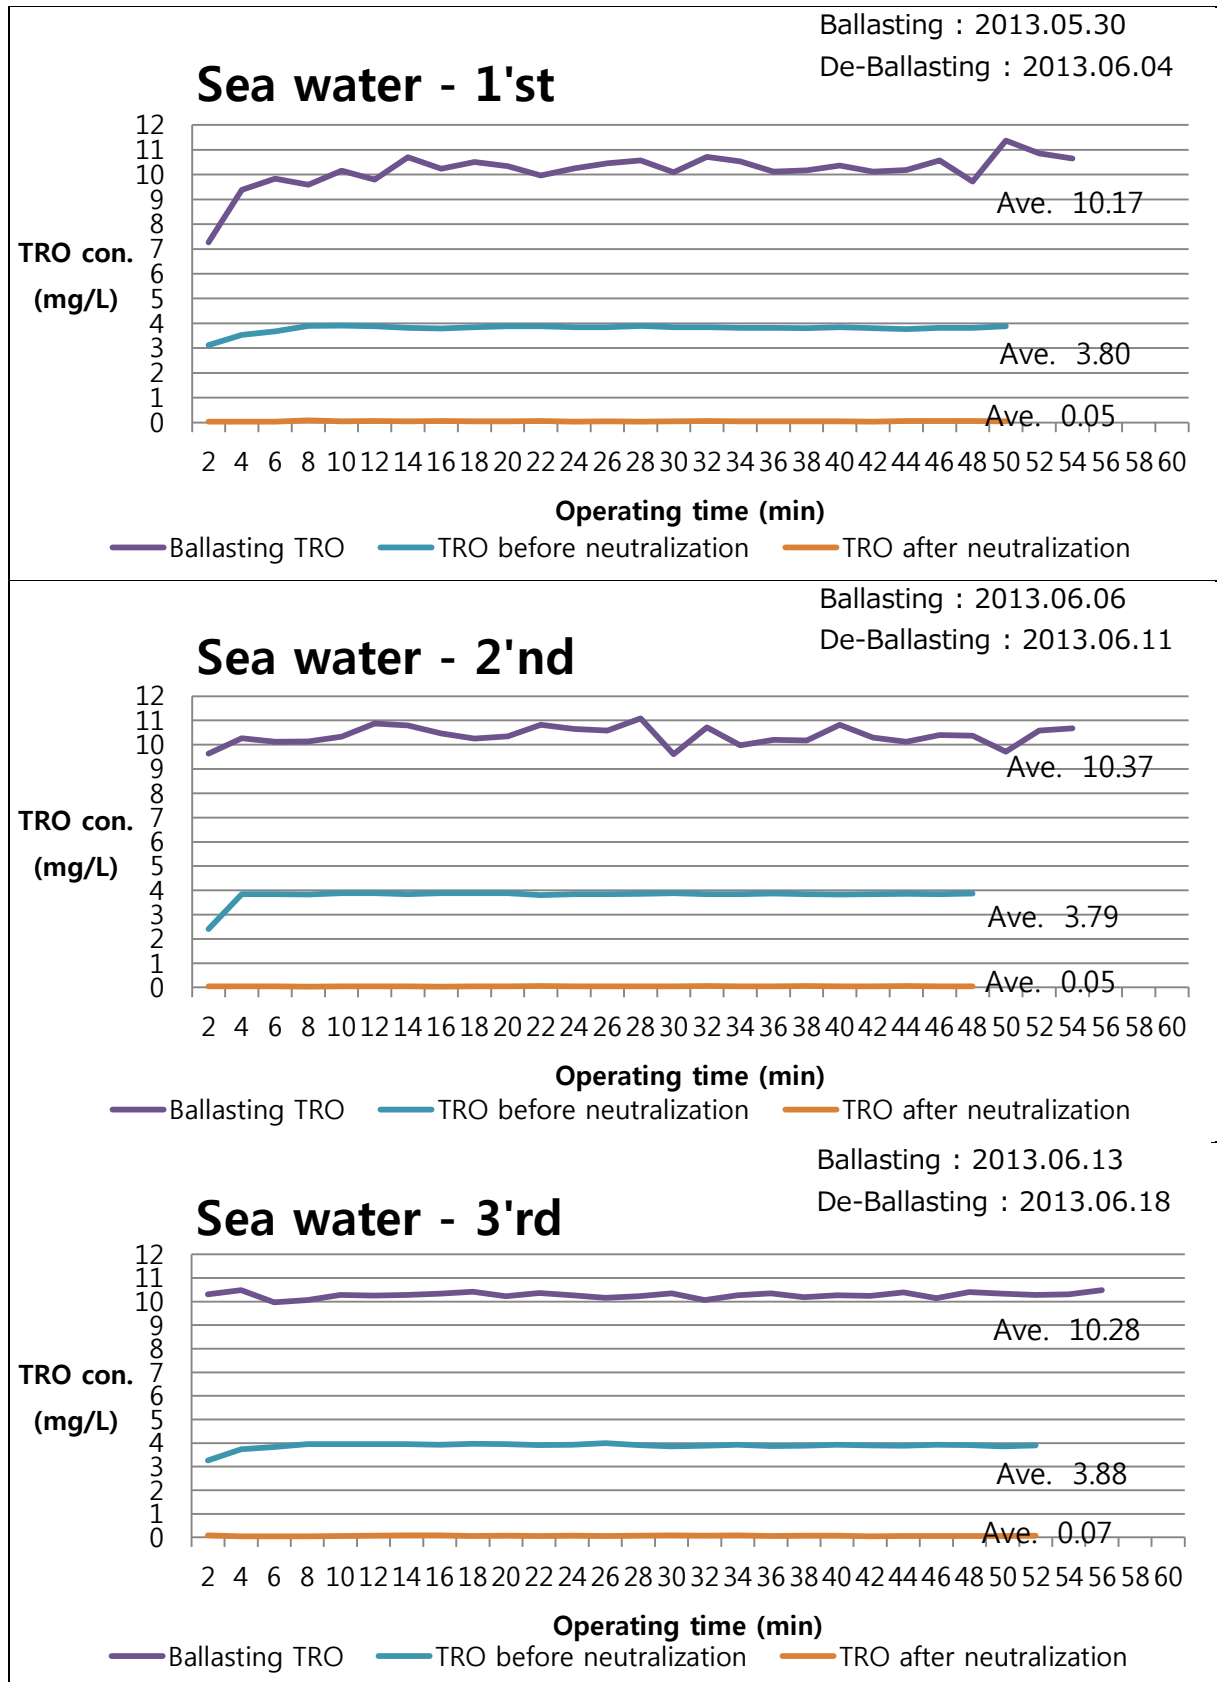 Ballasting : 2013.05.30
De-Ballasting : 2013.06.04
Sea water - 1'st
12
11
10
9
8
7
6
5
4
3
2
1
0
TRO con.
(mg/L)
Ave. 10.17
Ave. 3.80
Ave. 0.05
2 4 6 8 10 12 14 16 18 20 22 24 26 28 30 32 34 36 38 40 42 44 46 48 50 52 54 56 58 60
Operating time (min)
Ballasting TRO TRO before neutralization TRO after neutralization
Ballasting : 2013.06.06
De-Ballasting : 2013.06.11
Sea water - 2'nd
12
11
10
9
8
7
6
5
4
3
2
1
0
TRO con.
(mg/L)
Ave. 10.37
Ave. 3.79
Ave. 0.05
2 4 6 8 10 12 14 16 18 20 22 24 26 28 30 32 34 36 38 40 42 44 46 48 50 52 54 56 58 60
Operating time (min)
Ballasting TRO TRO before neutralization TRO after neutralization
Ballasting : 2013.06.13
De-Ballasting : 2013.06.18
Sea water - 3'rd
12
11
10
9
8
7
6
5
4
3
2
1
0
TRO con.
(mg/L)
Ave. 10.28
Ave. 3.88
Ave. 0.07
2 4 6 8 10 12 14 16 18 20 22 24 26 28 30 32 34 36 38 40 42 44 46 48 50 52 54 56 58 60
Operating time (min)
Ballasting TRO TRO before neutralization TRO after neutralization